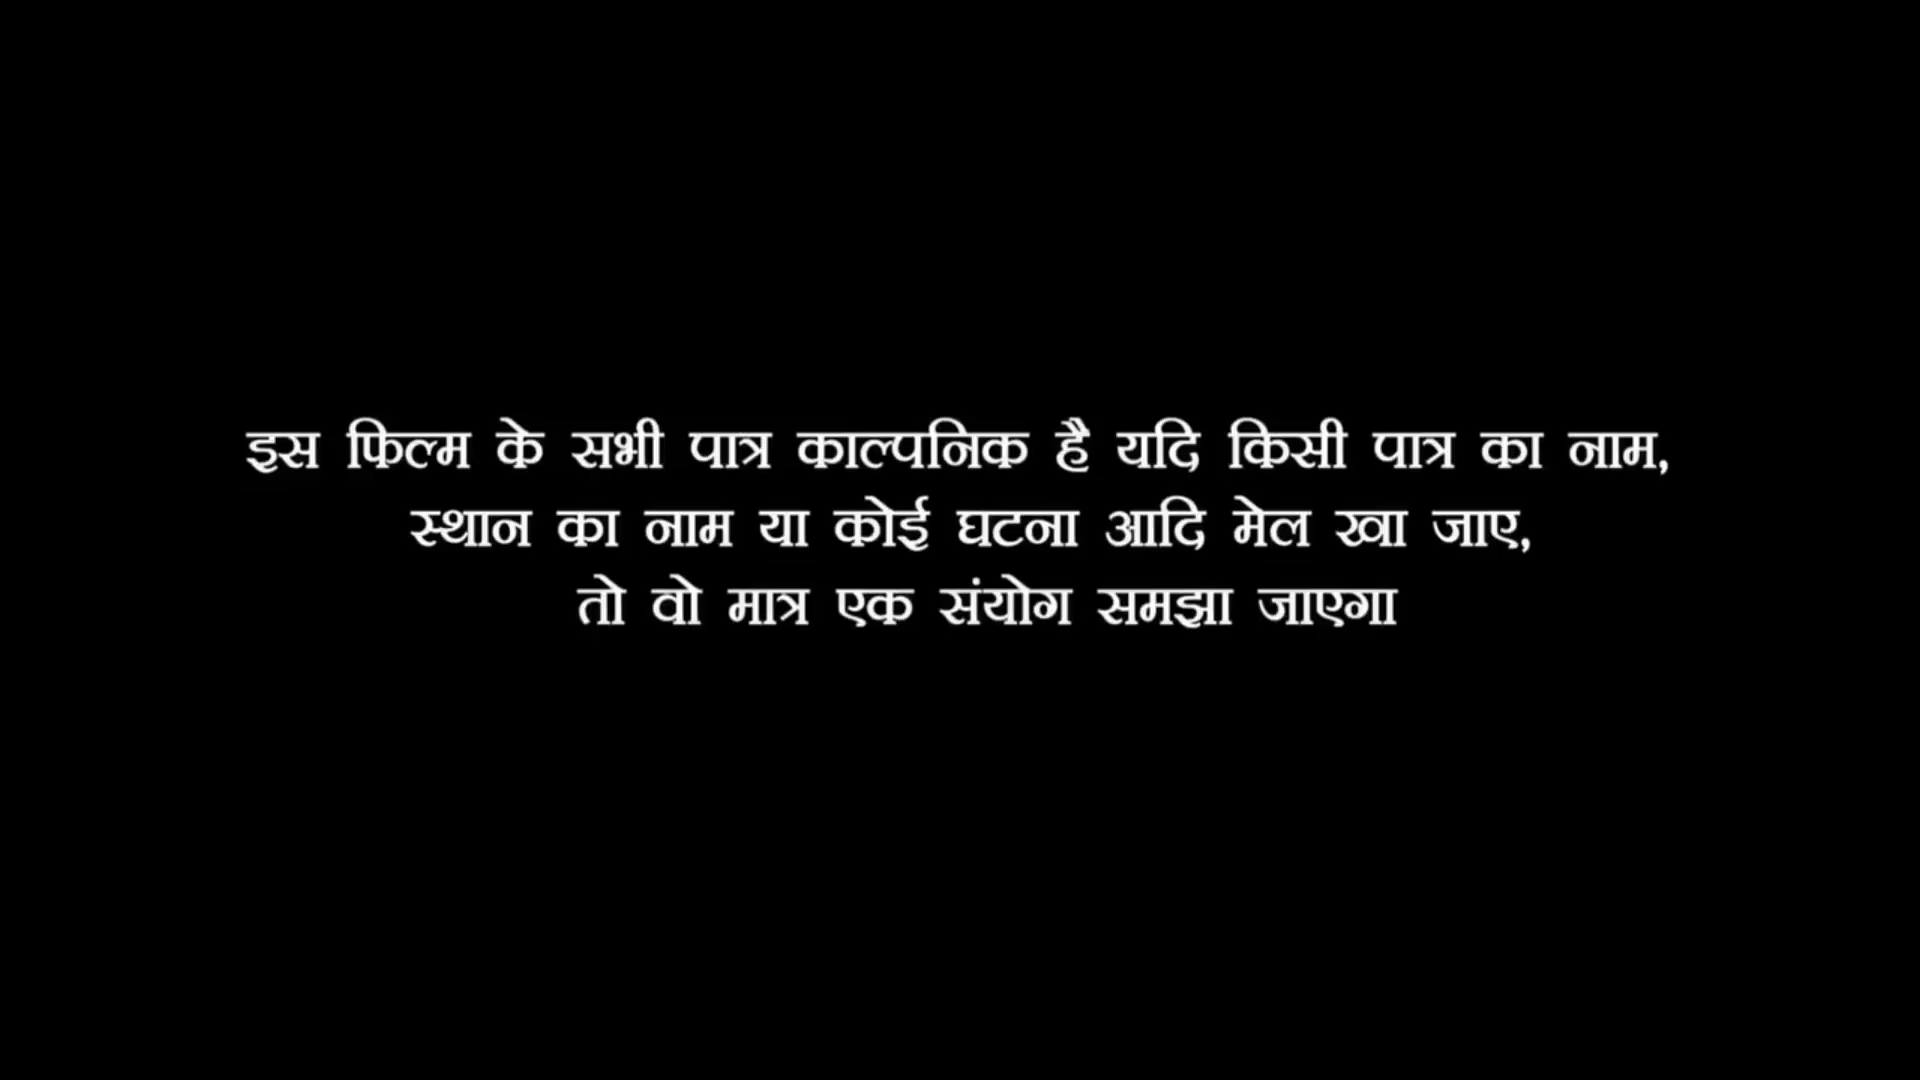 इस फिल्म के सभी पात्र काल्पनिक है यदि किसी पात्र का नाम,
स्थान का नाम या कोई घटना आदि मेल खा जाए,
तो वो मात्र एक संयोग समझा जाएगा